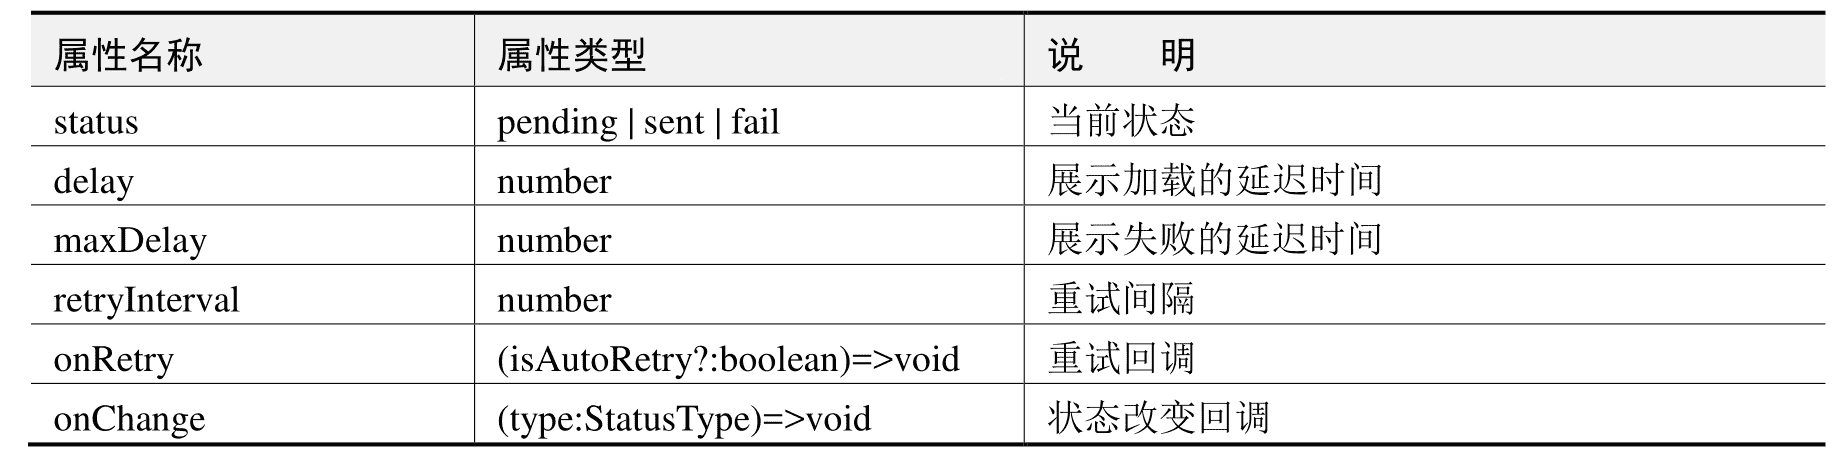 属性名称 属性类型 说 明
status pending | sent | fail 当前状态
delay number 展示加载的延迟时间
maxDelay number 展示失败的延迟时间
retryInterval number 重试间隔
onRetry (isAutoRetry?:boolean)=>void 重试回调
onChange (type:StatusType)=>void 状态改变回调